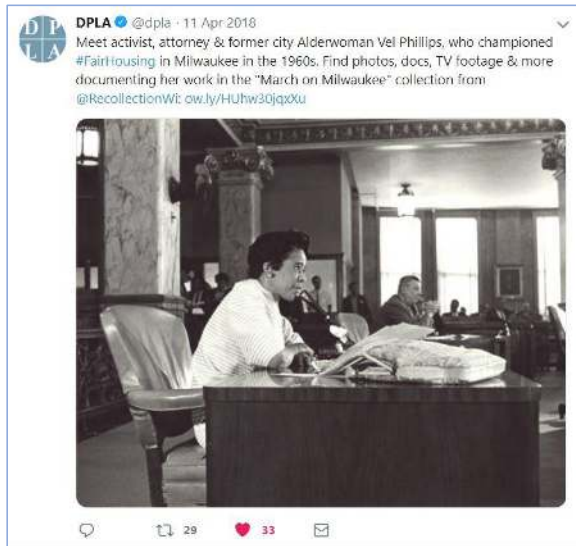 DPLA @dpla · 11 Apr 2018
Meet activist, attorney & former city Alderwoman Vel Phillips, who championed
#FairHousing in Milwaukee in the 1960s. Find photos, docs, TV footage & more
documenting her work in the "March on Milwaukee" collection from
@RecollectionWi: ow.ly/HUhw30jqxXu
D P
L A
29 33